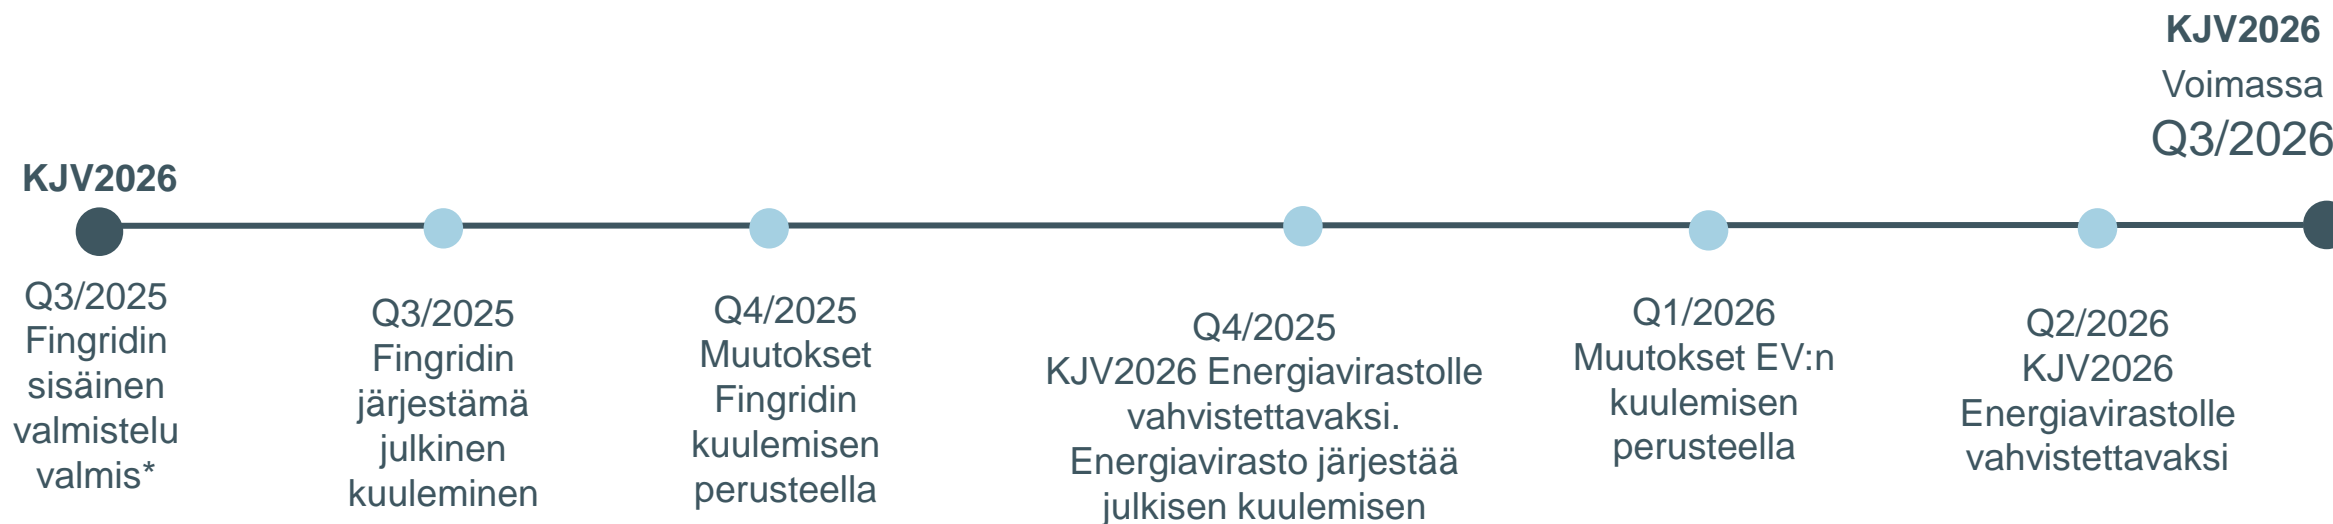 KJV2026
Voimassa
Q3/2026
KJV2026
Q3/2025
Fingridin
sisäinen
valmistelu
valmis*
Q3/2025
Fingridin
järjestämä
julkinen
kuuleminen
Q4/2025
Muutokset
Fingridin
kuulemisen
perusteella
Q4/2025
KJV2026 Energiavirastolle
vahvistettavaksi.
Energiavirasto järjestää
julkisen kuulemisen
Q1/2026
Muutokset EV:n
kuulemisen
perusteella
Q2/2026
KJV2026
Energiavirastolle
vahvistettavaksi